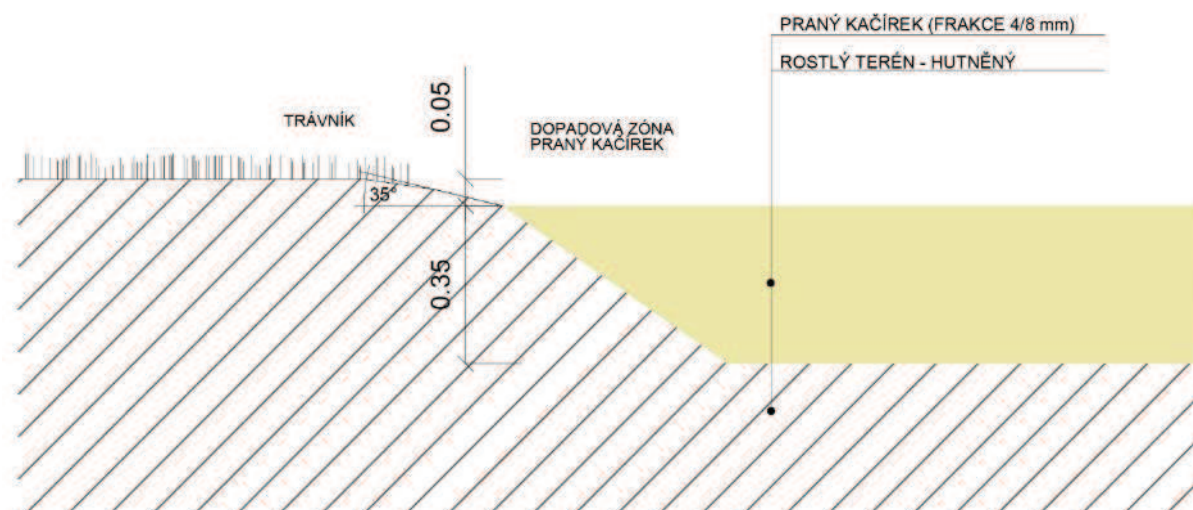 PRANÝ KAČÍREK (FRAKCE 4/8 mm)
ROSTLÝ TERÉN - HUTNĚNÝ
0.05
TRÁVNÍK
DOPADOVÁ ZÓNA
PRANÝ KAČÍREK
35°
0.35